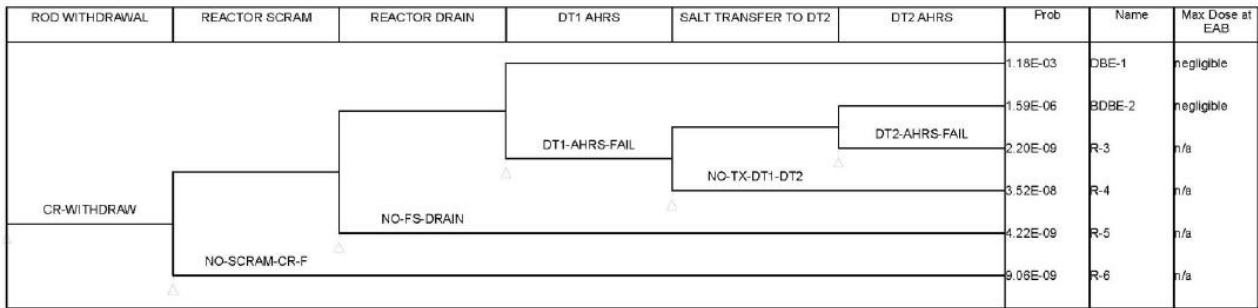 ROD WITHDRAWAL REACTOR SCRAM REACTOR DRAIN DT1 AHRS SALT TRANSFER TO DT2 DT2 AHRS Prob Name Max Dose at EAB
1.18E-03 DBE-1 negligible
1.59E-06 BDBE-2 negligible
DT1-AHRS-FAIL DT2-AHRS-FAIL
2.20E-09 R-3 n/a
NO-TX-DT1-DT2
3.52E-08 R-4 n/a
CR-WITHDRAW NO-FS-DRAIN
4.22E-09 R-5 n/a
NO-SCRAM-CR-F
9.06E-09 R-6 n/a